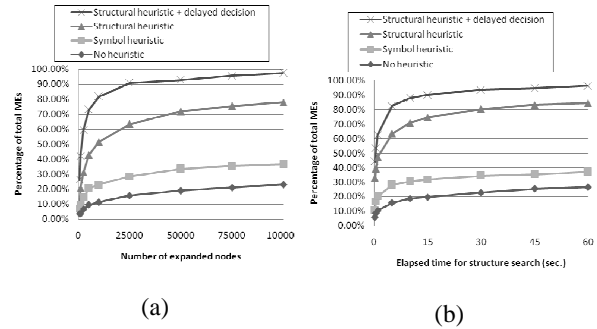 Structural heuristic + delayed decision
Structural heuristic
Symbol heuristic
No heuristic
100.00%
90.00%
80.00%
70.00%
60.00%
50.00%
40.00%
30.00%
20.00%
10.00%
0.00%
Percentage of total MEs
0 25000 50000 75000 10000
Number of expanded nodes
(a)
Structural heuristic + delayed decision
Structural heuristic
Symbol heuristic
No heuristic
100.00%
90.00%
80.00%
70.00%
60.00%
50.00%
40.00%
30.00%
20.00%
10.00%
0.00%
Percentage of total MEs
0 15 30 45 60
Elapsed time for structure search (sec.)
(b)